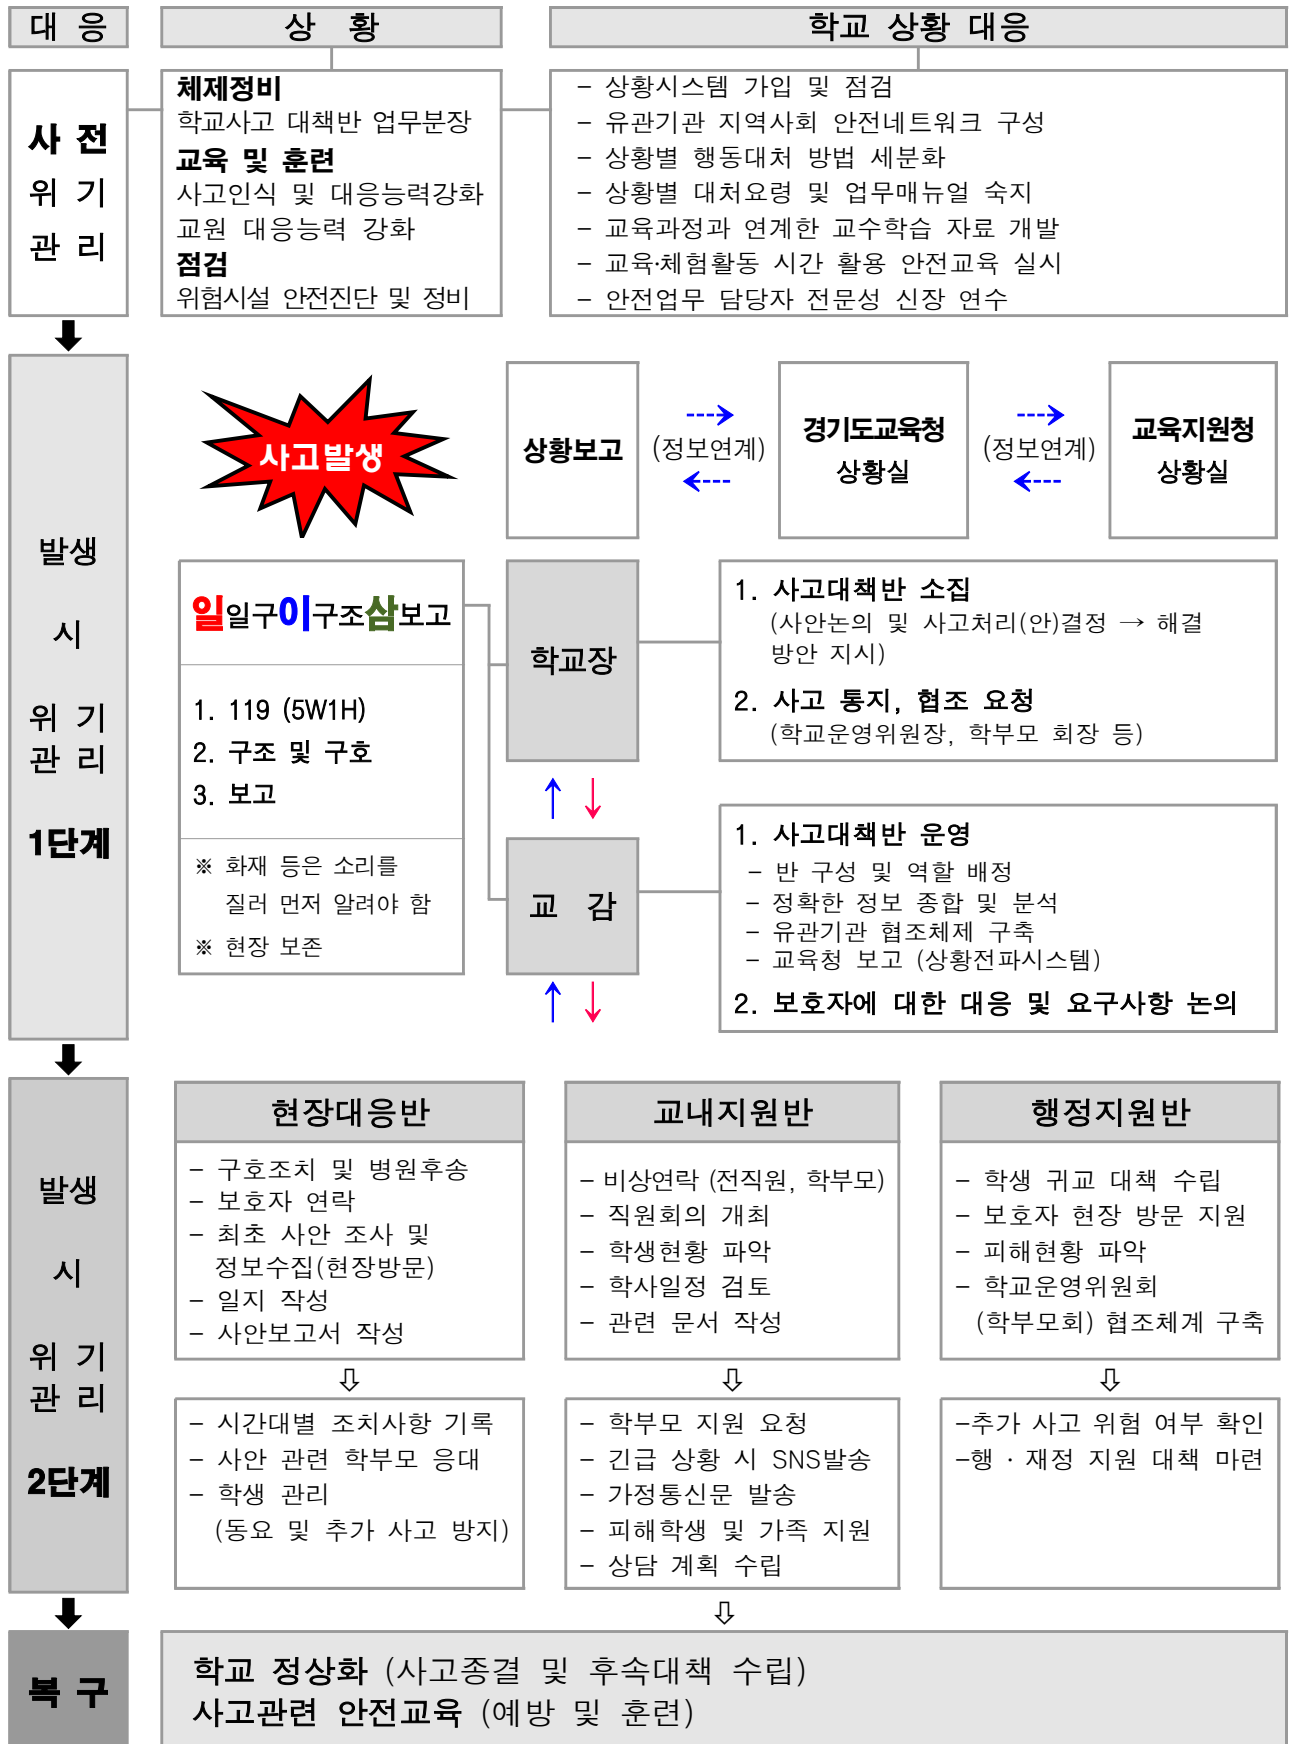 대 응
상 황
학교 상황 대응
사 전
위 기
관 리
체제정비
학교사고 대책반 업무분장
교육 및 훈련
사고인식 및 대응능력강화
교원 대응능력 강화
점검
위험시설 안전진단 및 정비
- 상황시스템 가입 및 점검
- 유관기관 지역사회 안전네트워크 구성
- 상황별 행동대처 방법 세분화
- 상황별 대처요령 및 업무매뉴얼 숙지
- 교육과정과 연계한 교수학습 자료 개발
- 교육·체험활동 시간 활용 안전교육 실시
- 안전업무 담당자 전문성 신장 연수
발생
시
위 기
관 리
1단계
사고발생
상황보고
(정보연계)
경기도교육청
상황실
(정보연계)
교육지원청
상황실
일일구이구조삼보고
1. 119 (5W1H)
2. 구조 및 구호
3. 보고
※ 화재 등은 소리를
질러 먼저 알려야 함
※ 현장 보존
학교장
1. 사고대책반 소집
(사안논의 및 사고처리(안)결정 → 해결
방안 지시)
2. 사고 통지, 협조 요청
(학교운영위원장, 학부모 회장 등)
교 감
1. 사고대책반 운영
- 반 구성 및 역할 배정
- 정확한 정보 종합 및 분석
- 유관기관 협조체제 구축
- 교육청 보고 (상황전파시스템)
2. 보호자에 대한 대응 및 요구사항 논의
발생
시
위 기
관 리
2단계
현장대응반
- 구호조치 및 병원후송
- 보호자 연락
- 최초 사안 조사 및
정보수집(현장방문)
- 일지 작성
- 사안보고서 작성
교내지원반
- 비상연락 (전직원, 학부모)
- 직원회의 개최
- 학생현황 파악
- 학사일정 검토
- 관련 문서 작성
행정지원반
- 학생 귀교 대책 수립
- 보호자 현장 방문 지원
- 피해현황 파악
- 학교운영위원회
(학부모회) 협조체계 구축
- 시간대별 조치사항 기록
- 사안 관련 학부모 응대
- 학생 관리
(동요 및 추가 사고 방지)
- 학부모 지원 요청
- 긴급 상황 시 SNS발송
- 가정통신문 발송
- 피해학생 및 가족 지원
- 상담 계획 수립
-추가 사고 위험 여부 확인
-행·재정 지원 대책 마련
복 구
학교 정상화 (사고종결 및 후속대책 수립)
사고관련 안전교육 (예방 및 훈련)